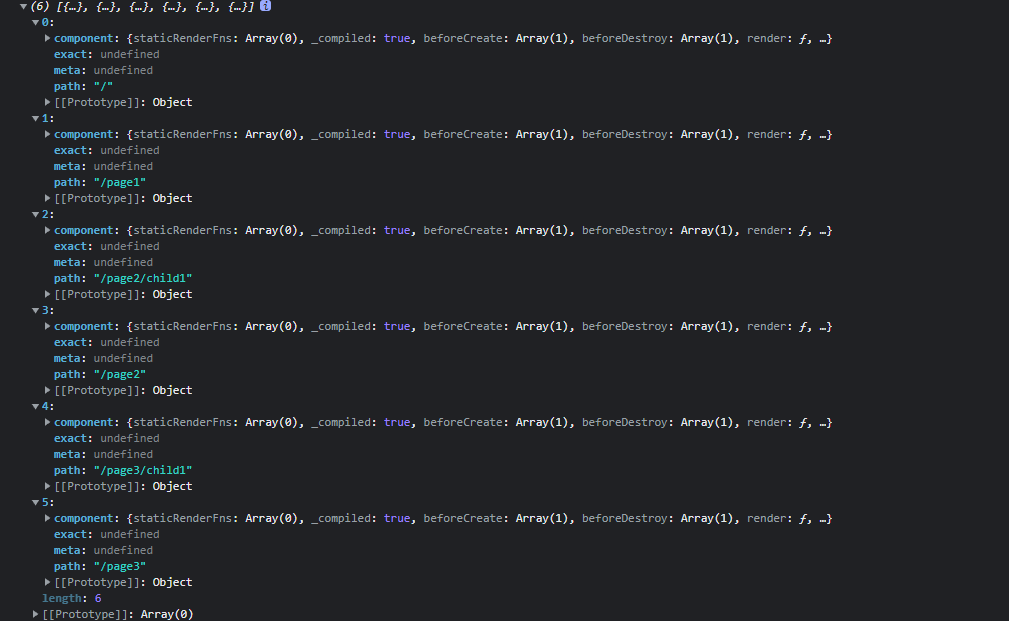 (6) [{…}, {…}, {…}, {…}, {…}, {…}] i
0:
component: {staticRenderFns: Array(0), _compiled: true, beforeCreate: Array(1), beforeDestroy: Array(1), render: ƒ, …}
exact: undefined
meta: undefined
path: "/"
[[Prototype]]: Object
1:
component: {staticRenderFns: Array(0), _compiled: true, beforeCreate: Array(1), beforeDestroy: Array(1), render: ƒ, …}
exact: undefined
meta: undefined
path: "/page1"
[[Prototype]]: Object
2:
component: {staticRenderFns: Array(0), _compiled: true, beforeCreate: Array(1), beforeDestroy: Array(1), render: ƒ, …}
exact: undefined
meta: undefined
path: "/page2/child1"
[[Prototype]]: Object
3:
component: {staticRenderFns: Array(0), _compiled: true, beforeCreate: Array(1), beforeDestroy: Array(1), render: ƒ, …}
exact: undefined
meta: undefined
path: "/page2"
[[Prototype]]: Object
4:
component: {staticRenderFns: Array(0), _compiled: true, beforeCreate: Array(1), beforeDestroy: Array(1), render: ƒ, …}
exact: undefined
meta: undefined
path: "/page3/child1"
[[Prototype]]: Object
5:
component: {staticRenderFns: Array(0), _compiled: true, beforeCreate: Array(1), beforeDestroy: Array(1), render: ƒ, …}
exact: undefined
meta: undefined
path: "/page3"
[[Prototype]]: Object
length: 6
[[Prototype]]: Array(0)